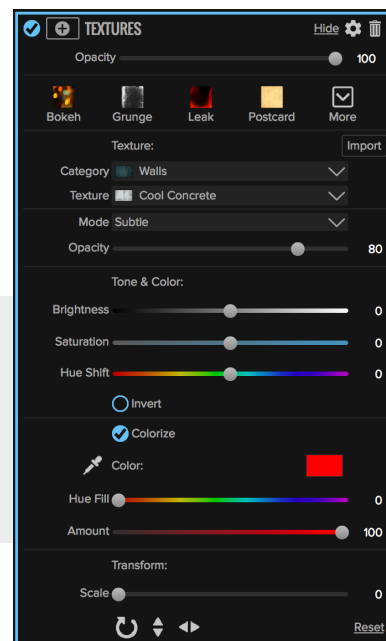 TEXTURES Hide
Opacity 100
Bokeh Grunge Leak Postcard More
Texture: Import
Category Walls
Texture Cool Concrete
Mode Subtle
Opacity 80
Tone & Color:
Brightness 0
Saturation 0
Hue Shift 0
Invert
Colorize
Color:
Hue Fill 0
Amount 100
Transform:
Scale 0
Reset